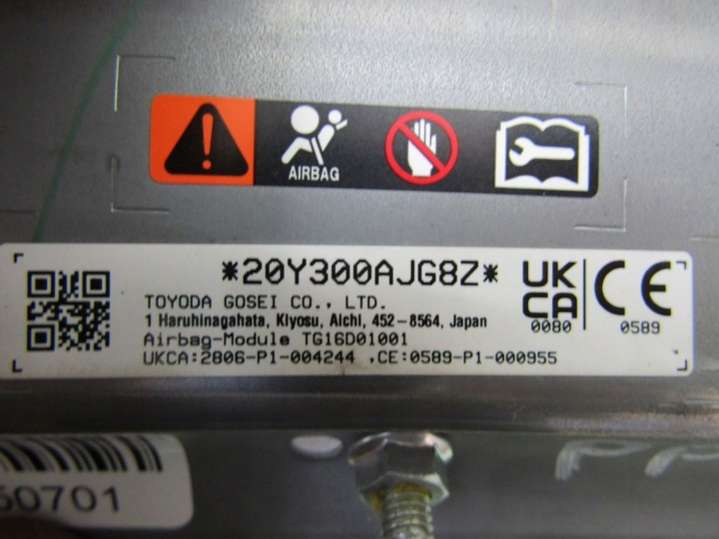 AIRBAG
*20Y300AJG8Z*
TOYODA GOSEI CO., LTD.
1 Haruhinagahata, Kiyosu, Aichi, 452-8564, Japan
Airbag-Module TG16D01001
UKCA:2806-P1-004244 ,CE:0589-P1-000955
UK
CA
0080
CE
0589
50701